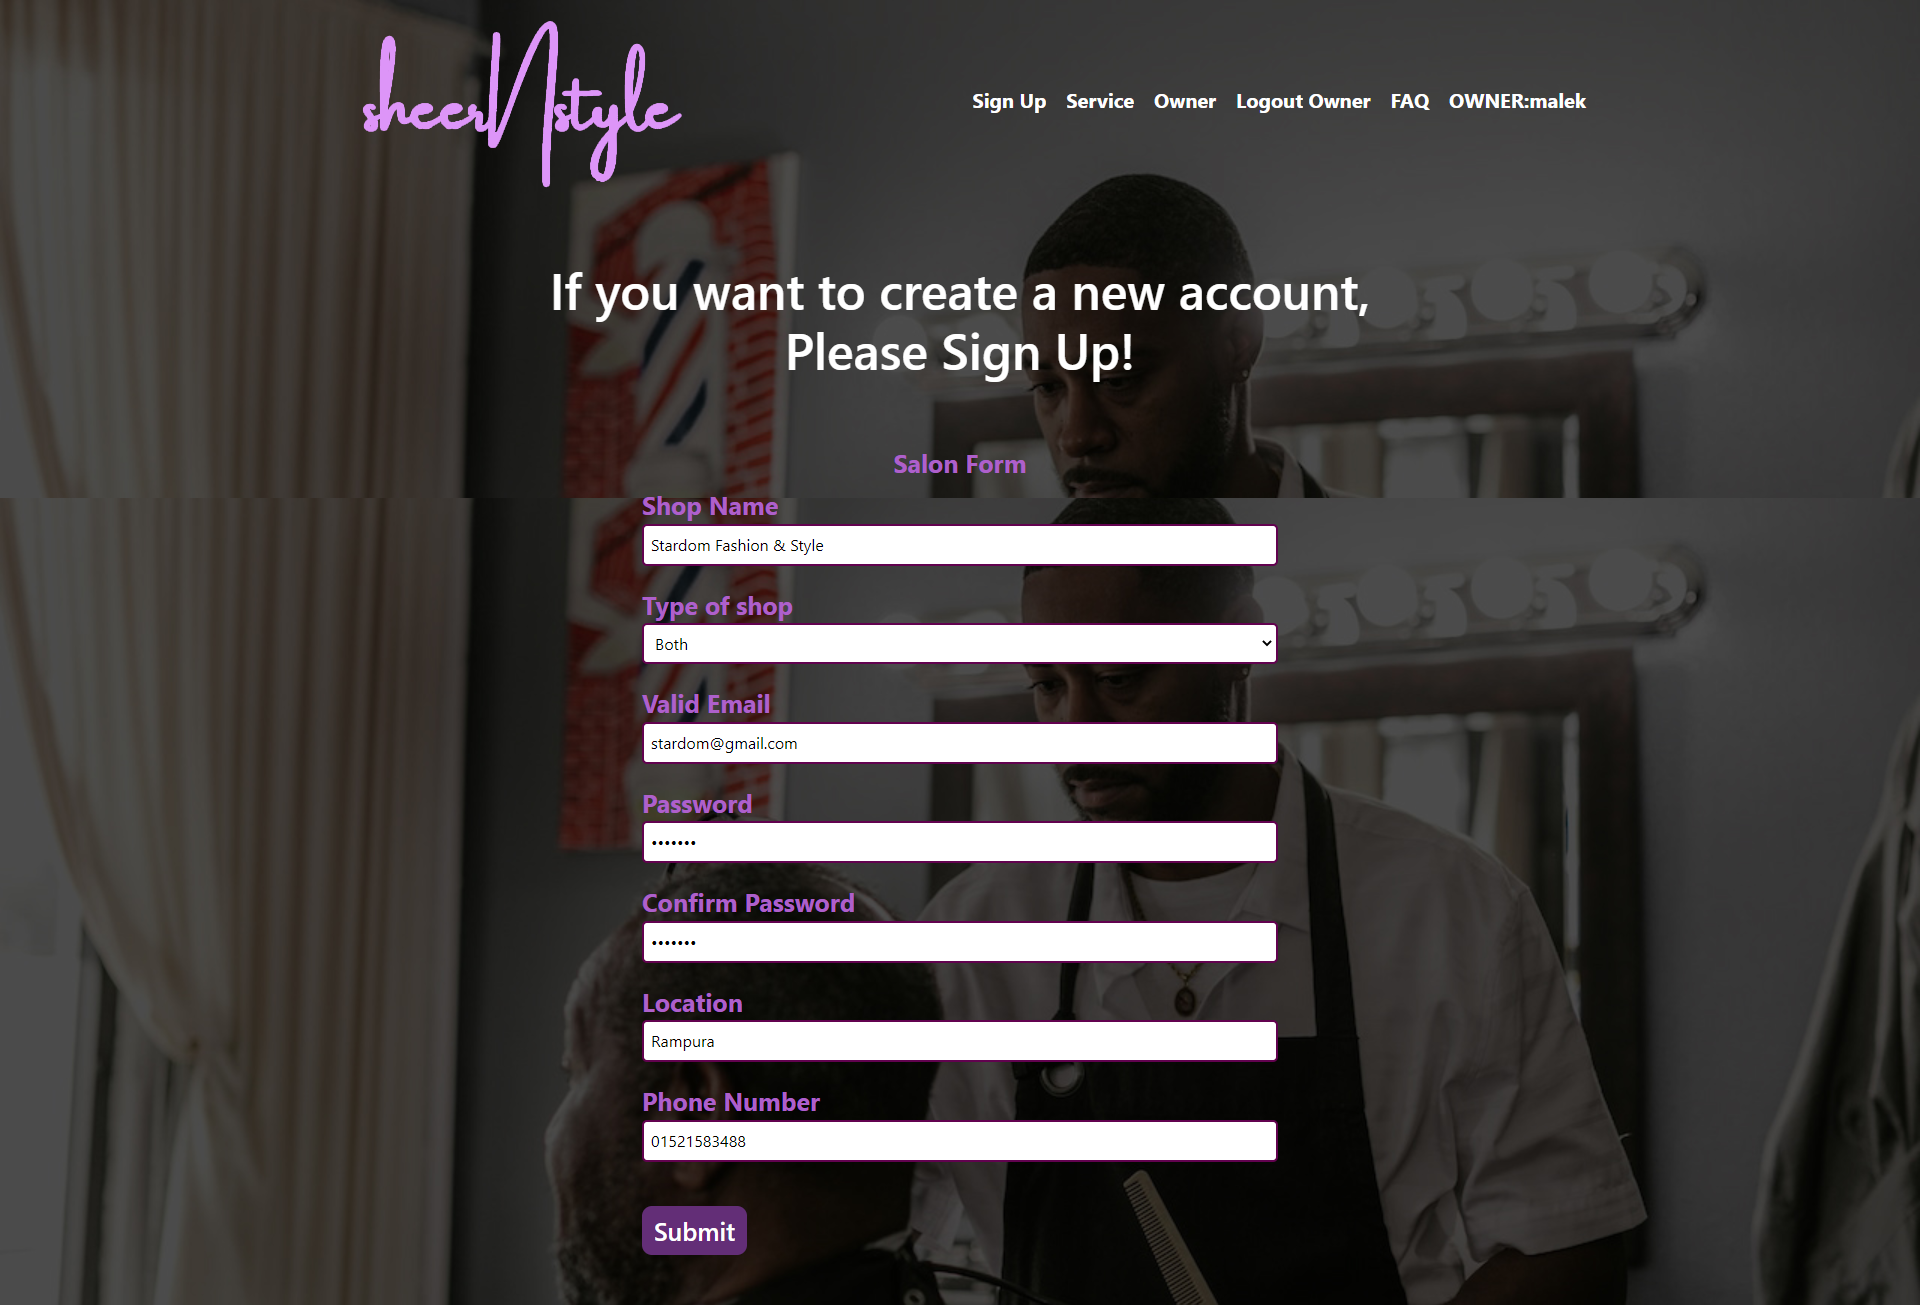 sheerNstyle
Sign Up Service Owner Logout Owner FAQ OWNER:malek
If you want to create a new account,
Please Sign Up!
Salon Form
Shop Name
Stardom Fashion & Style
Type of shop
Both
Valid Email
stardom@gmail.com
Password
•••••••
Confirm Password
•••••••
Location
Rampura
Phone Number
01521583488
Submit